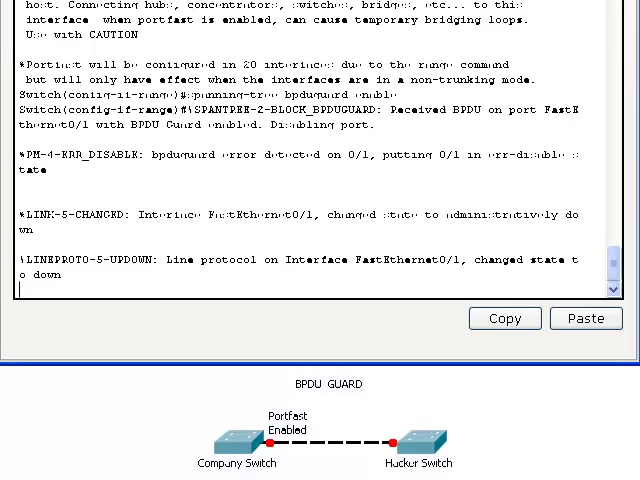 host. Connecting hubs, concentrators, switches, bridges, etc... to this
interface  when portfast is enabled, can cause temporary bridging loops.
Use with CAUTION
%Portfast will be configured in 20 interfaces due to the range command
but will only have effect when the interfaces are in a non-trunking mode.
Switch(config-if-range)#spanning-tree bpduguard enable
Switch(config-if-range)#%SPANTREE-2-BLOCK_BPDUGUARD: Received BPDU on port FastE
thernet0/1 with BPDU Guard enabled. Disabling port.
%PM-4-ERR_DISABLE: bpduguard error detected on 0/1, putting 0/1 in err-disable s
tate
%LINK-5-CHANGED: Interface FastEthernet0/1, changed state to administratively do
wn
%LINEPROTO-5-UPDOWN: Line protocol on Interface FastEthernet0/1, changed state t
o down
Copy
Paste
BPDU GUARD
Portfast
Enabled
Company Switch
Hacker Switch